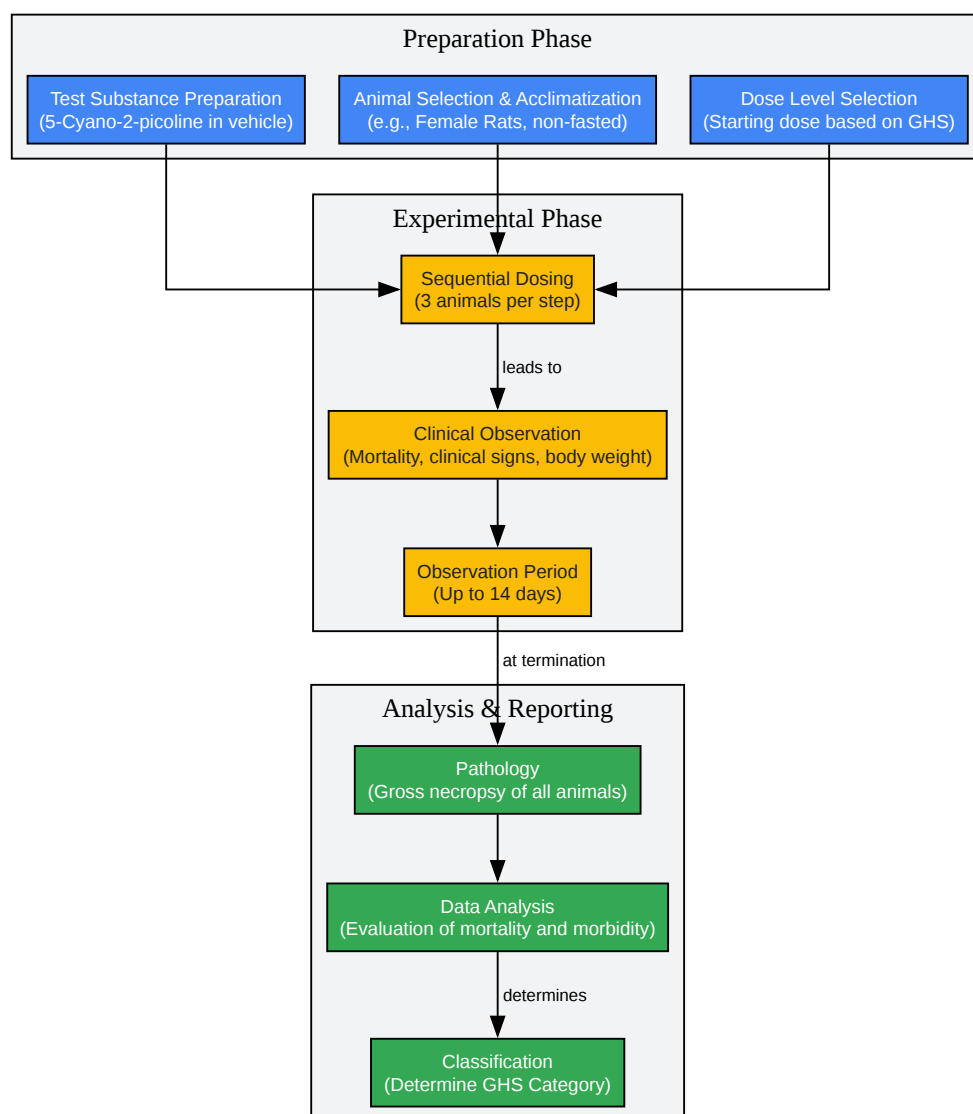 Preparation Phase
Test Substance Preparation
(5-Cyano-2-picoline in vehicle)
Animal Selection & Acclimatization
(e.g., Female Rats, non-fasted)
Dose Level Selection
(Starting dose based on GHS)
Experimental Phase
Sequential Dosing
(3 animals per step)
leads to
Clinical Observation
(Mortality, clinical signs, body weight)
Observation Period
(Up to 14 days)
at termination
Analysis & Reporting
Pathology
(Gross necropsy of all animals)
Data Analysis
(Evaluation of mortality and morbidity)
determines
Classification
(Determine GHS Category)